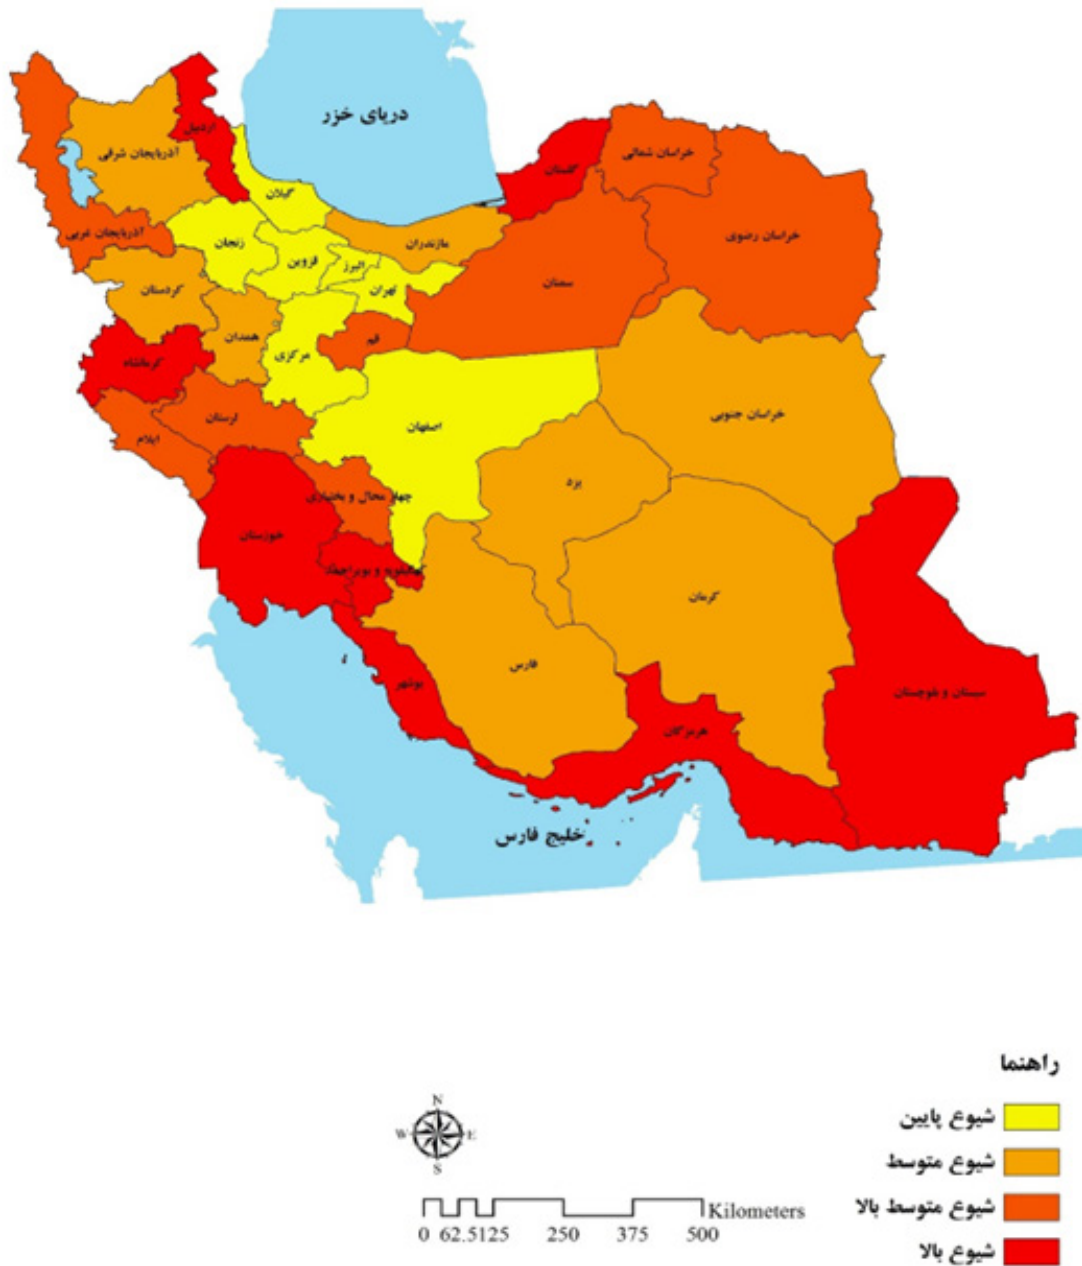 دریای خزر
اردبیل
آذربایجان شرقی
گیلان
گلستان
خراسان شمالی
آذربایجان غربی
زنجان
قزوین
البرز
تهران
مازندران
سمنان
خراسان رضوی
کردستان
همدان
مرکزی
قم
کرمانشاه
لرستان
ایلام
اصفهان
خراسان جنوبی
چهار محال و بختیاری
یزد
خوزستان
کهگیلویه و بویراحمد
کرمان
فارس
بوشهر
هرمزگان
سیستان و بلوچستان
خلیج فارس
راهنما
شیوع پایین
شیوع متوسط
شیوع متوسط بالا
شیوع بالا
N
W E
S
Kilometers
0 62.5125 250 375 500